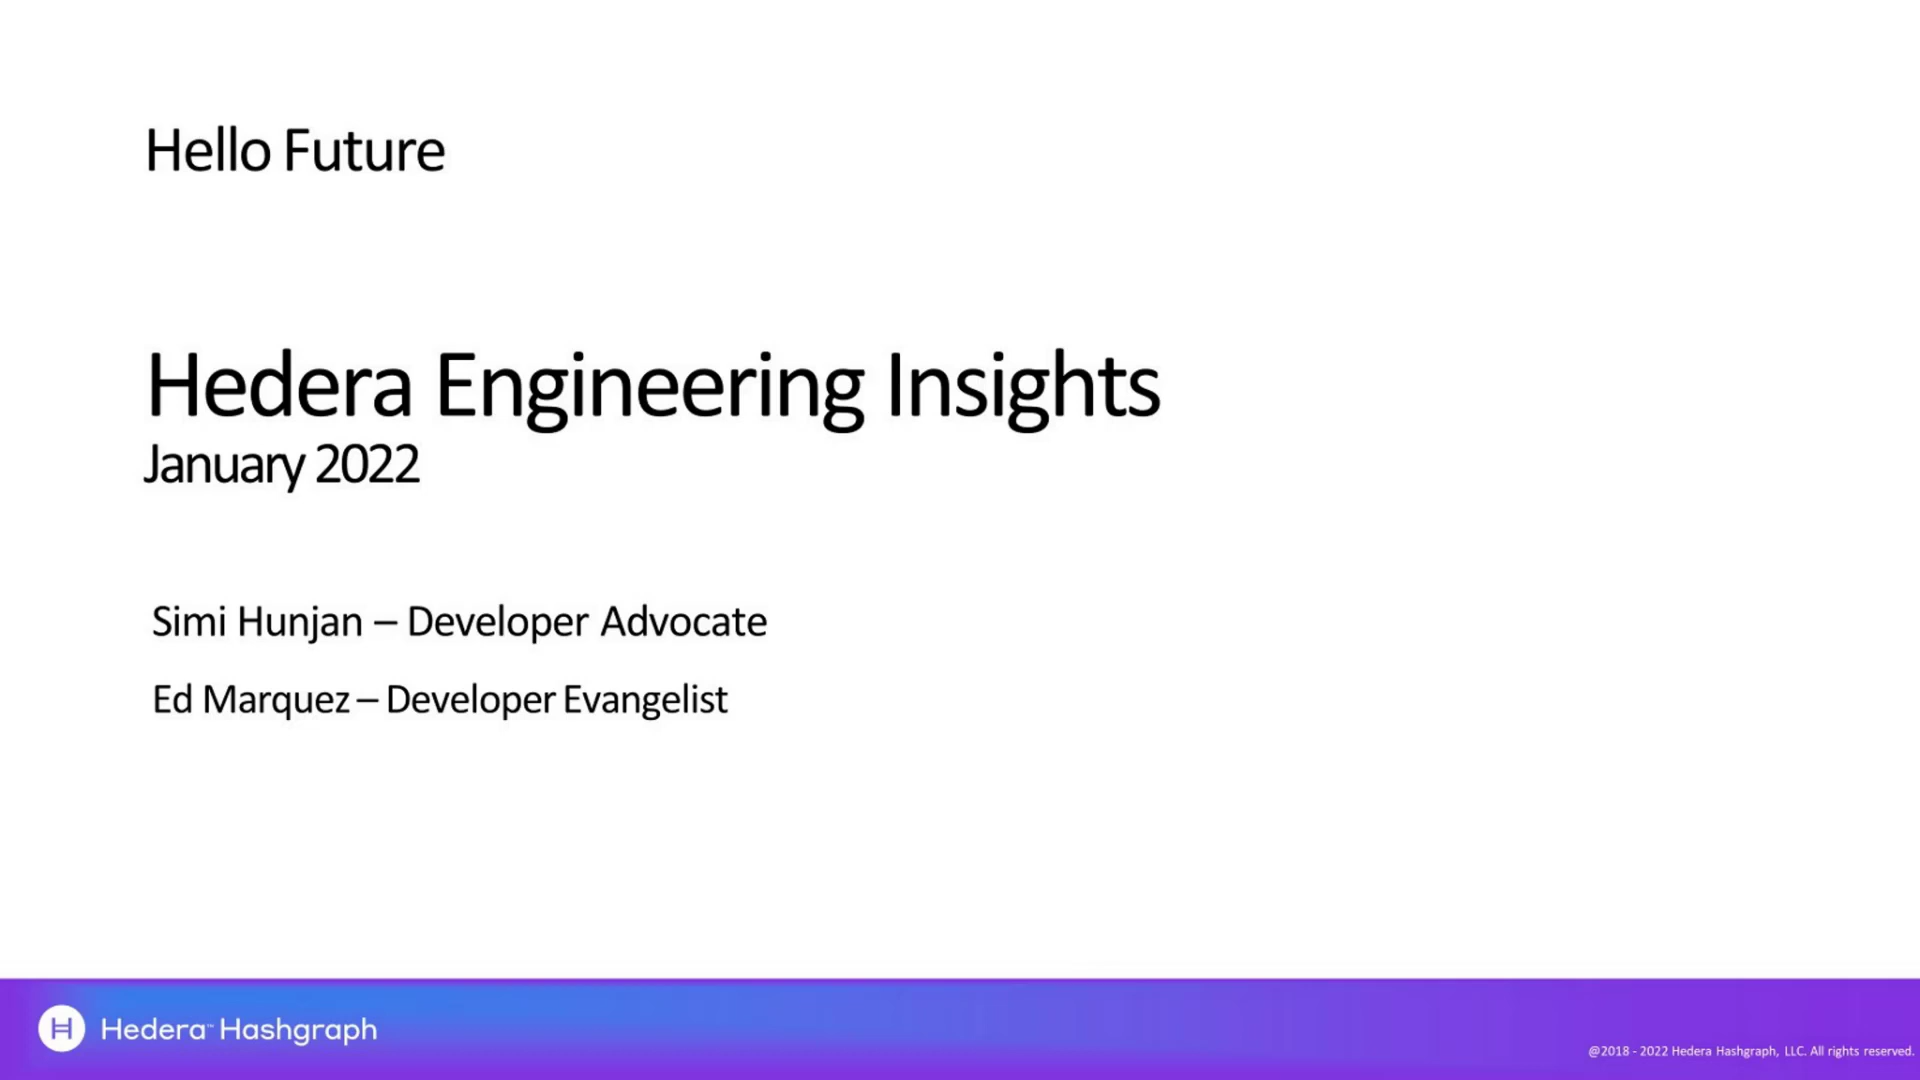 Hello Future
Hedera Engineering Insights
January 2022
Simi Hunjan – Developer Advocate
Ed Marquez – Developer Evangelist
Hedera™ Hashgraph
@2018 - 2022 Hedera Hashgraph, LLC. All rights reserved.